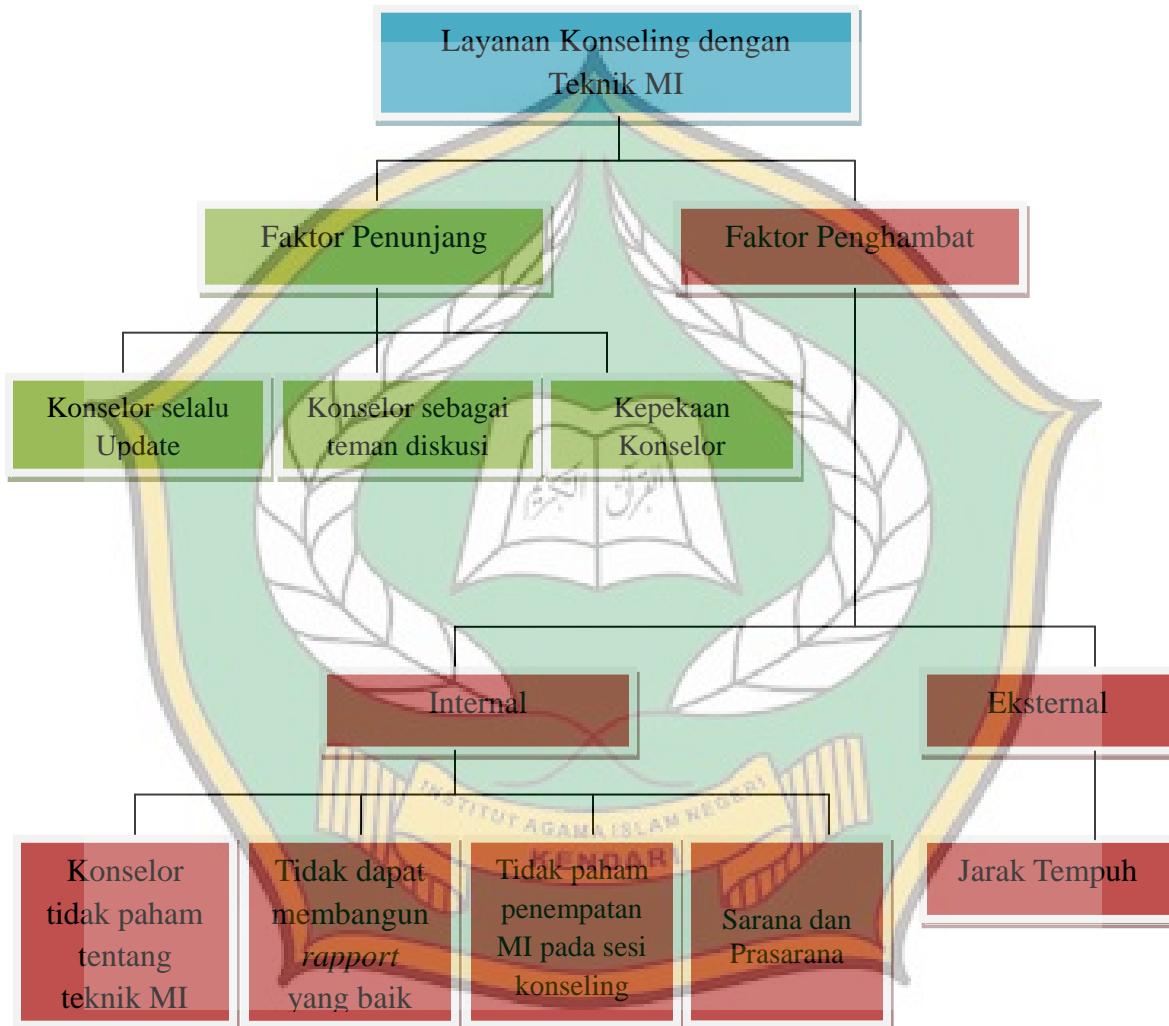 Layanan Konseling dengan
Teknik MI
Faktor Penunjang
Faktor Penghambat
Konselor selalu
Update
Konselor sebagai
teman diskusi
Kepekaan
Konselor
القرآن الكريم
Internal
Eksternal
INSTITUT AGAMA ISLAM NEGERI
KENDARI
Konselor
tidak paham
tentang
teknik MI
Tidak dapat
membangun
rapport
yang baik
Tidak paham
penempatan
MI pada sesi
konseling
Sarana dan
Prasarana
Jarak Tempuh